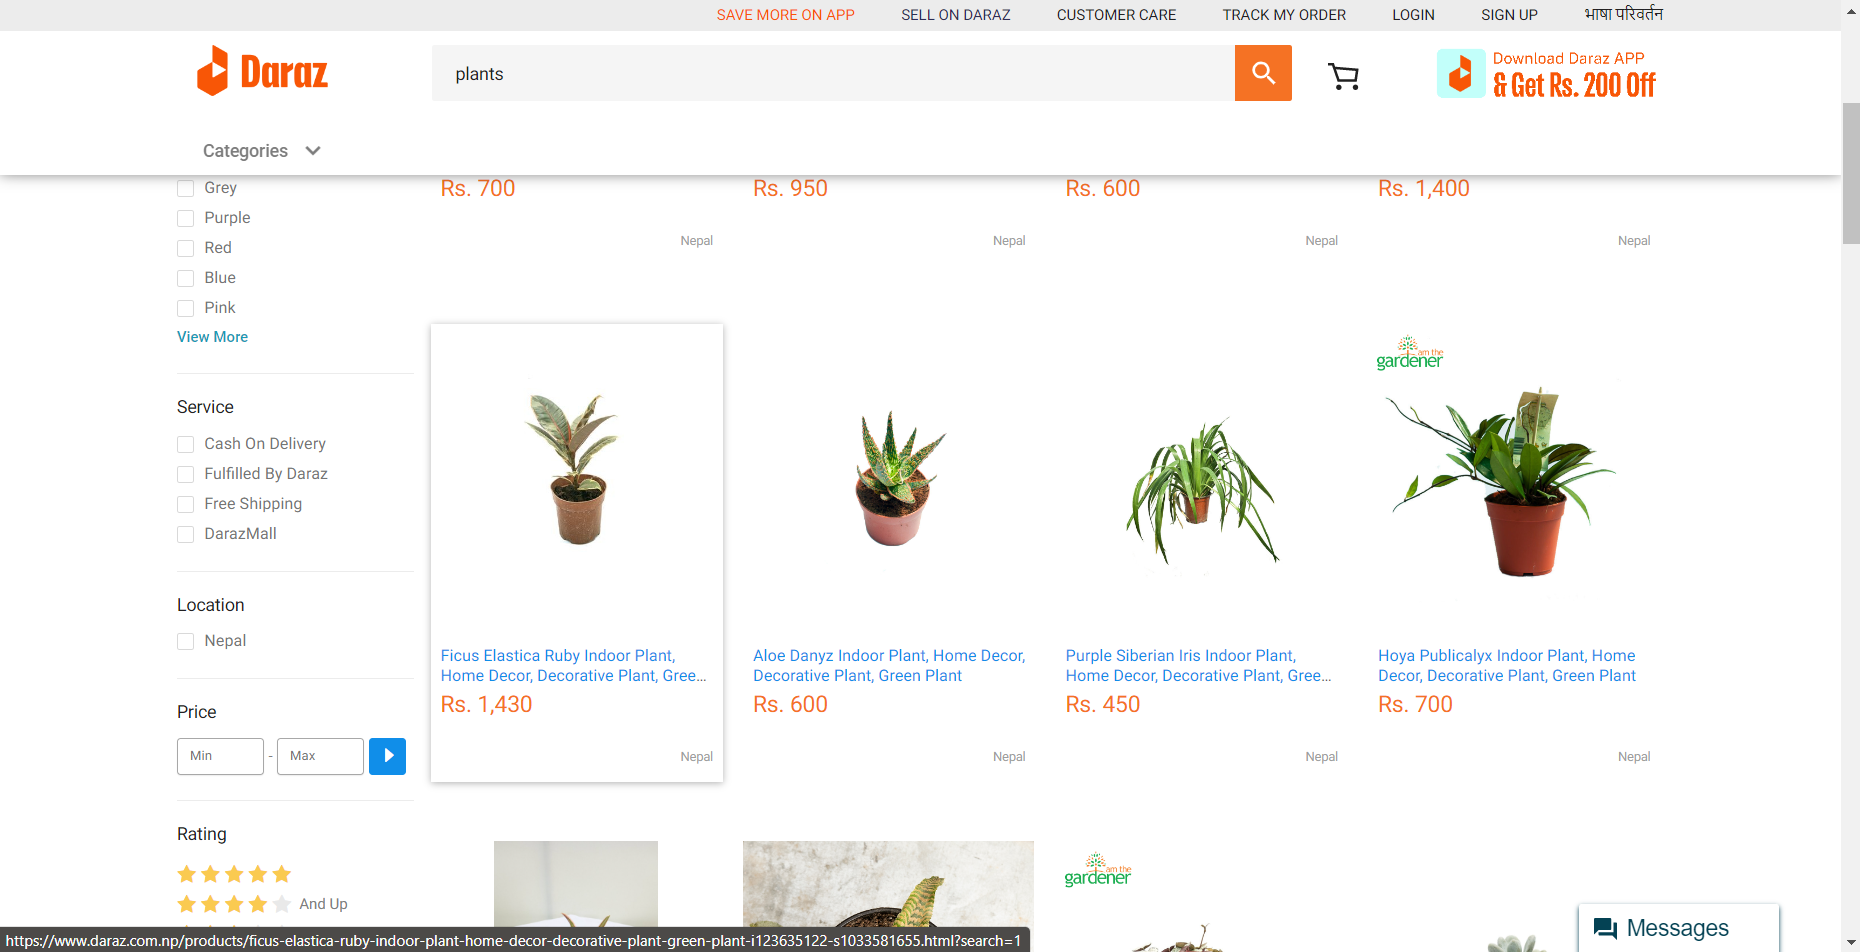 SAVE MORE ON APP
SELL ON DARAZ
CUSTOMER CARE
TRACK MY ORDER
LOGIN
SIGN UP
भाषा परिवर्तन
Daraz
plants
Download Daraz APP
& Get Rs. 200 Off
Categories
Grey
Purple
Red
Blue
Pink
View More
Service
Cash On Delivery
Fulfilled By Daraz
Free Shipping
DarazMall
Location
Nepal
Price
Min - Max
Rating
And Up
Rs. 700
Nepal
Rs. 950
Nepal
Rs. 600
Nepal
Rs. 1,400
Nepal
Ficus Elastica Ruby Indoor Plant,
Home Decor, Decorative Plant, Gree...
Rs. 1,430
Nepal
Aloe Danyz Indoor Plant, Home Decor,
Decorative Plant, Green Plant
Rs. 600
Nepal
Purple Siberian Iris Indoor Plant,
Home Decor, Decorative Plant, Gree...
Rs. 450
Nepal
am the
gardener
Hoya Publicalyx Indoor Plant, Home
Decor, Decorative Plant, Green Plant
Rs. 700
Nepal
am the
gardener
Messages
https://www.daraz.com.np/products/ficus-elastica-ruby-indoor-plant-home-decor-decorative-plant-green-plant-i123635122-s1033581655.html?search=1